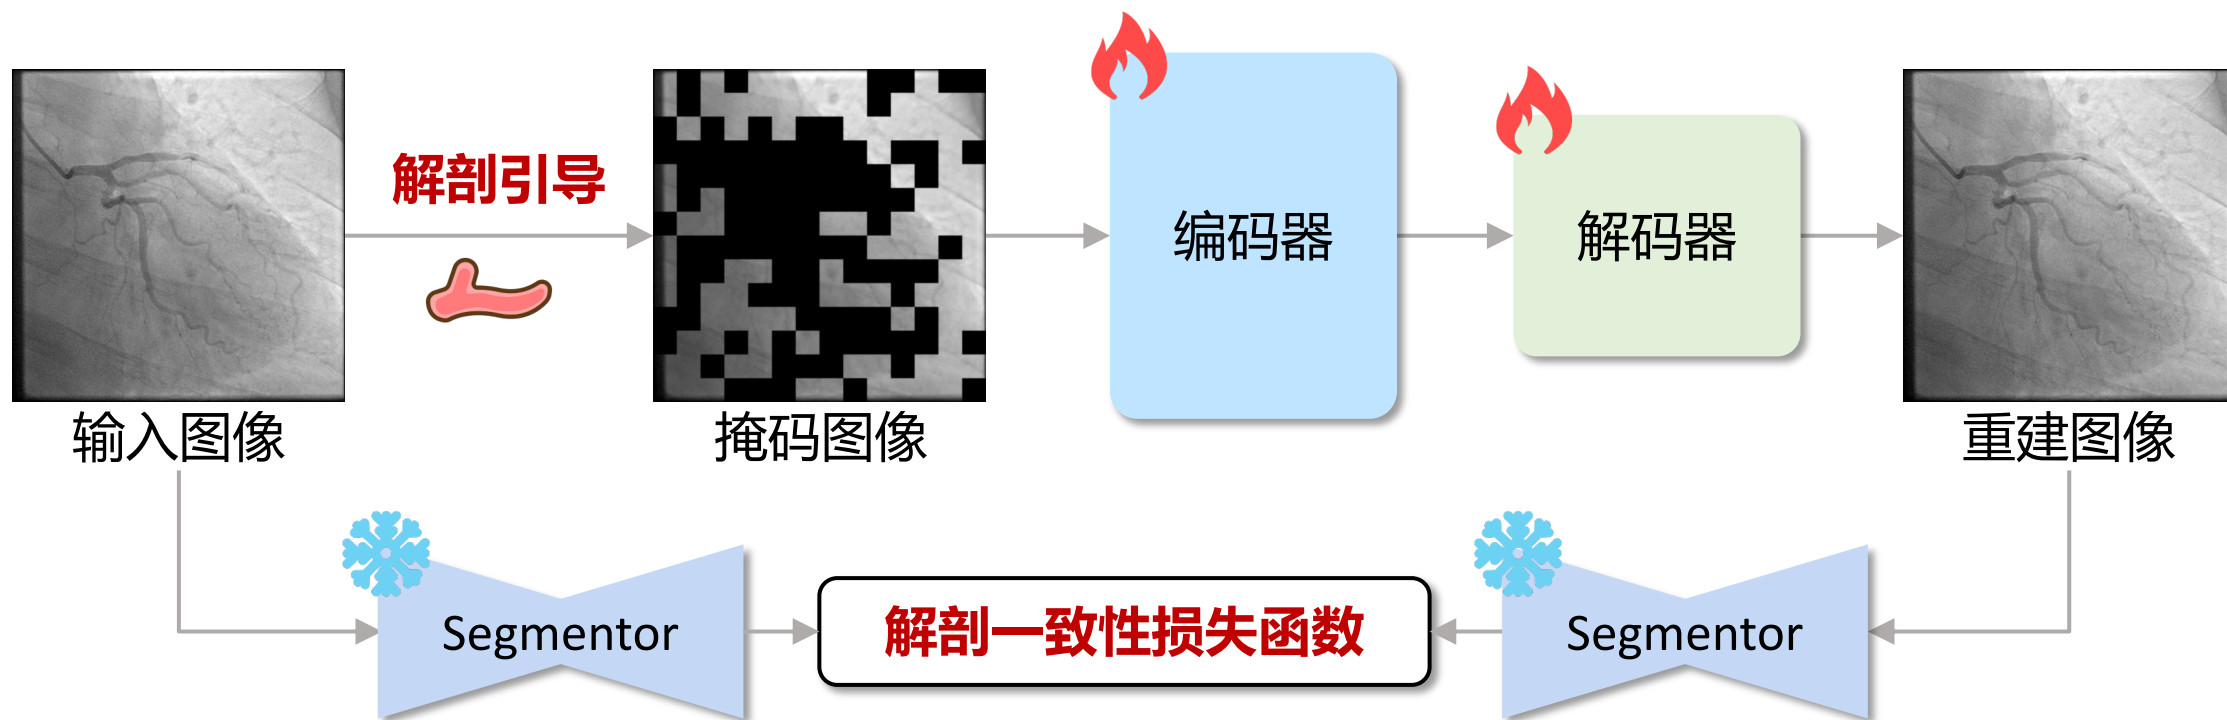 解剖引导
编码器
解码器
输入图像
掩码图像
重建图像
Segmentor
解剖一致性损失函数
Segmentor